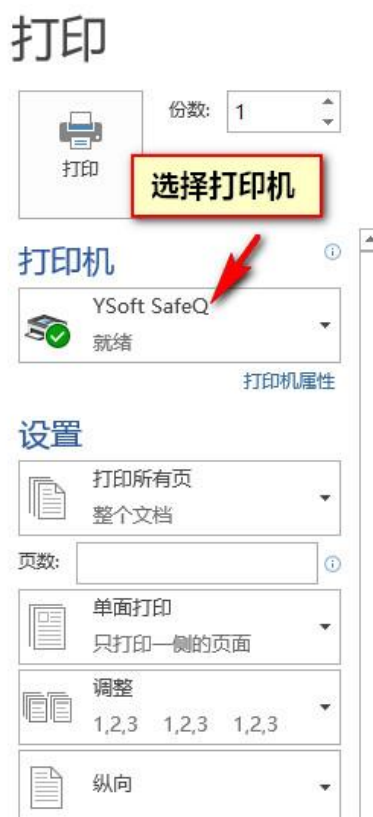 打印
份数: 1
打印
选择打印机
打印机
YSoft SafeQ
就绪
打印机属性
设置
打印所有页
整个文档
页数:
单面打印
只打印一侧的页面
调整
1,2,3 1,2,3 1,2,3
纵向